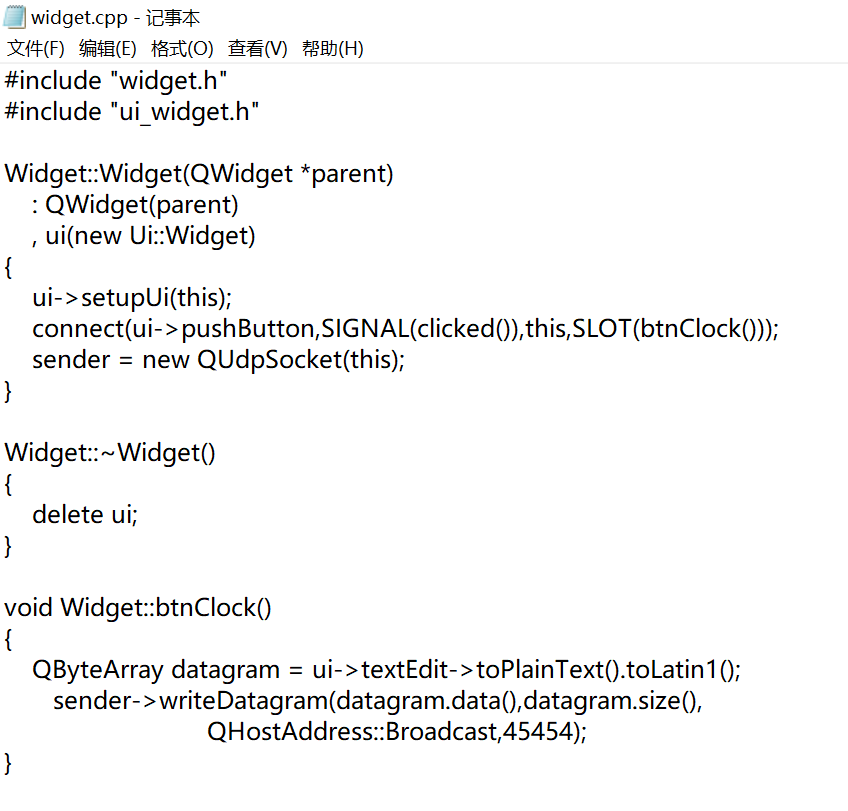 widget.cpp - 记事本
文件(F) 编辑(E) 格式(O) 查看(V) 帮助(H)
#include "widget.h"
#include "ui_widget.h"

Widget::Widget(QWidget *parent)
    : QWidget(parent)
    , ui(new Ui::Widget)
{
    ui->setupUi(this);
    connect(ui->pushButton,SIGNAL(clicked()),this,SLOT(btnClock()));
    sender = new QUdpSocket(this);
}

Widget::~Widget()
{
    delete ui;
}

void Widget::btnClock()
{
    QByteArray datagram = ui->textEdit->toPlainText().toLatin1();
       sender->writeDatagram(datagram.data(),datagram.size(),
                             QHostAddress::Broadcast,45454);
}